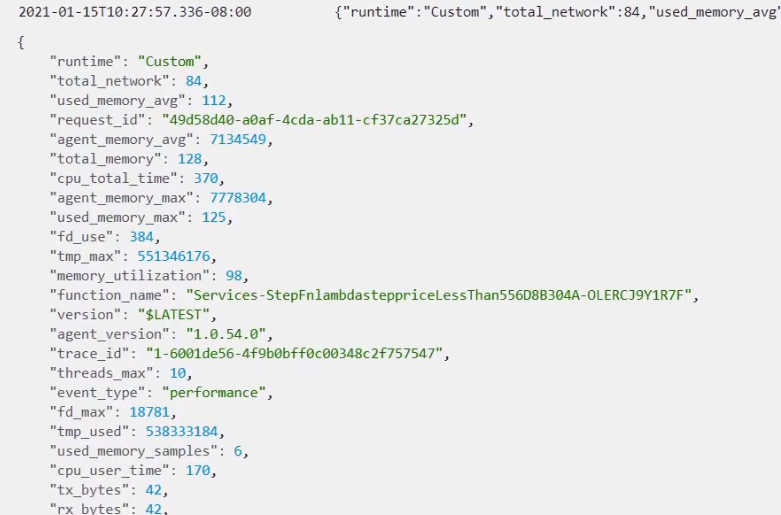 2021-01-15T10:27:57.336-08:00 {"runtime":"Custom","total_network":84,"used_memory_avg"
{
"runtime": "Custom",
"total_network": 84,
"used_memory_avg": 112,
"request_id": "49d58d40-a0af-4cda-ab11-cf37ca27325d",
"agent_memory_avg": 7134549,
"total_memory": 128,
"cpu_total_time": 370,
"agent_memory_max": 7778304,
"used_memory_max": 125,
"fd_use": 384,
"tmp_max": 551346176,
"memory_utilization": 98,
"function_name": "Services-StepFnlambdasteppriceLessThan556D8B304A-OLERCJ9Y1R7F",
"version": "$LATEST",
"agent_version": "1.0.54.0",
"trace_id": "1-6001de56-4f9b0bff0c00348c2f757547",
"threads_max": 10,
"event_type": "performance",
"fd_max": 18781,
"tmp_used": 538333184,
"used_memory_samples": 6,
"cpu_user_time": 170,
"tx_bytes": 42,
"rx_bytes": 42,